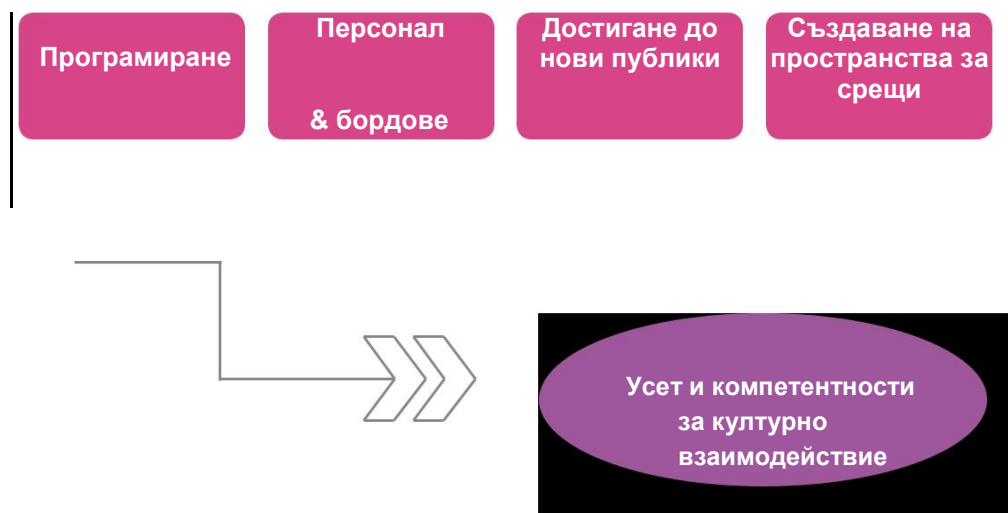 Програмиране
Персонал
& бордове
Достигане до
нови публики
Създаване на
пространства за
срещи
Усет и компетентности
за културно
взаимодействие